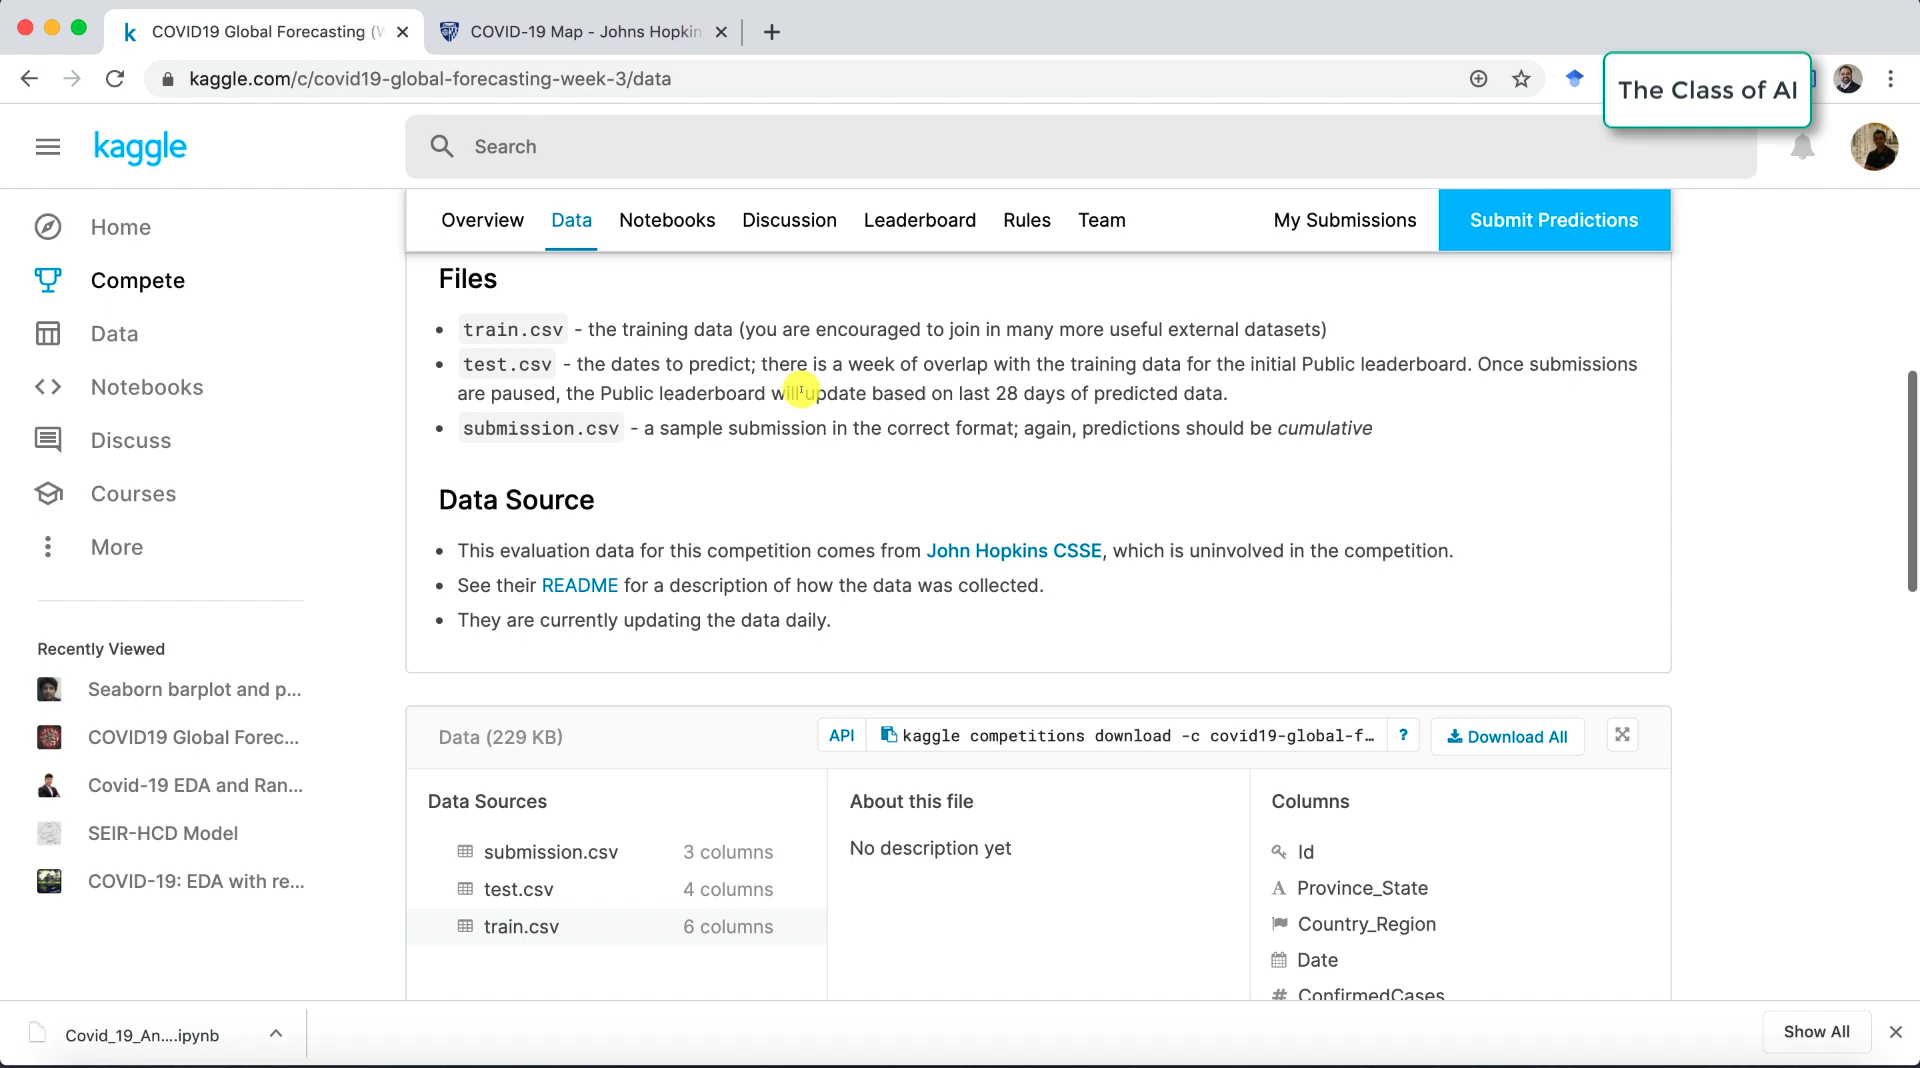 COVID19 Global Forecasting (W
COVID-19 Map - Johns Hopkin
kaggle.com/c/covid19-global-forecasting-week-3/data
The Class of AI
kaggle
Search
Home
Compete
Data
Notebooks
Discuss
Courses
More
Recently Viewed
Seaborn barplot and p...
COVID19 Global Forec...
Covid-19 EDA and Ran...
SEIR-HCD Model
COVID-19: EDA with re...
Overview Data Notebooks Discussion Leaderboard Rules Team My Submissions Submit Predictions
Files
train.csv - the training data (you are encouraged to join in many more useful external datasets)
test.csv - the dates to predict; there is a week of overlap with the training data for the initial Public leaderboard. Once submissions
are paused, the Public leaderboard will update based on last 28 days of predicted data.
submission.csv - a sample submission in the correct format; again, predictions should be cumulative
Data Source
This evaluation data for this competition comes from John Hopkins CSSE, which is uninvolved in the competition.
See their README for a description of how the data was collected.
They are currently updating the data daily.
Data (229 KB)
API kaggle competitions download -c covid19-global-f… ? Download All
Data Sources
submission.csv 3 columns
test.csv 4 columns
train.csv 6 columns
About this file
No description yet
Columns
Id
Province_State
Country_Region
Date
ConfirmedCases
Covid_19_An....ipynb
Show All